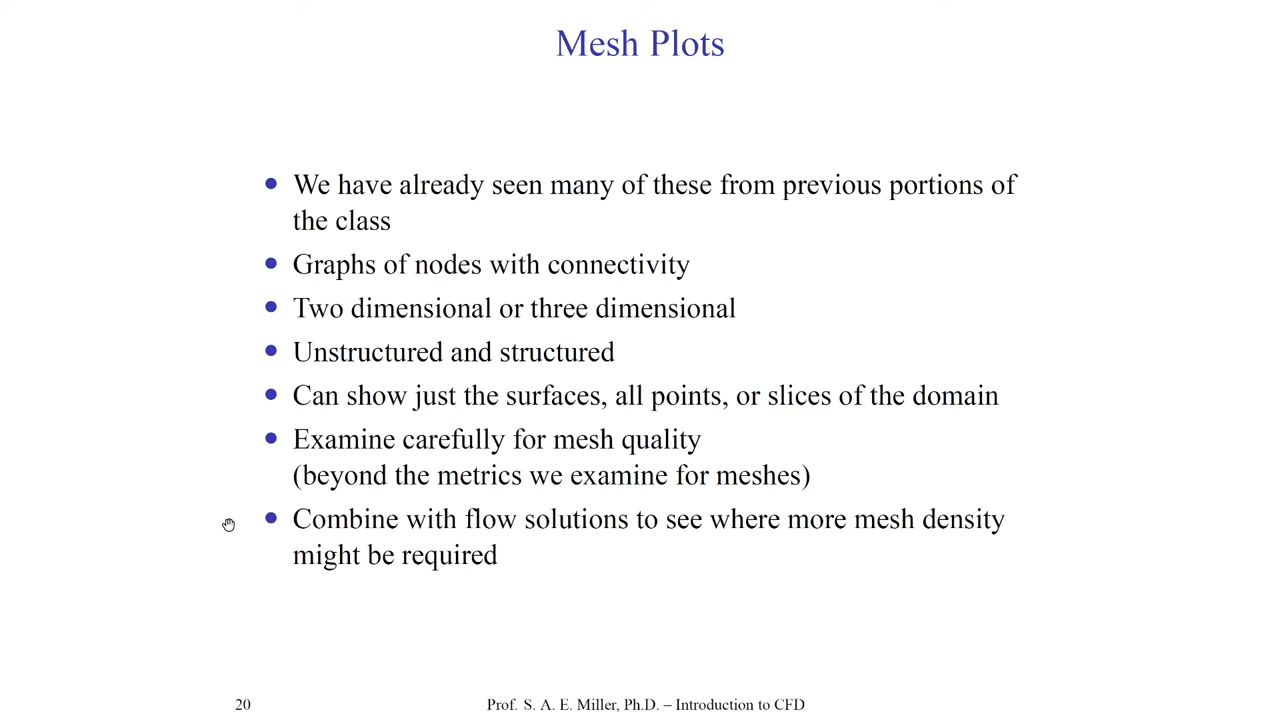 Mesh Plots
• We have already seen many of these from previous portions of
the class
• Graphs of nodes with connectivity
• Two dimensional or three dimensional
• Unstructured and structured
• Can show just the surfaces, all points, or slices of the domain
• Examine carefully for mesh quality
(beyond the metrics we examine for meshes)
• Combine with flow solutions to see where more mesh density
might be required
20 Prof. S. A. E. Miller, Ph.D. – Introduction to CFD